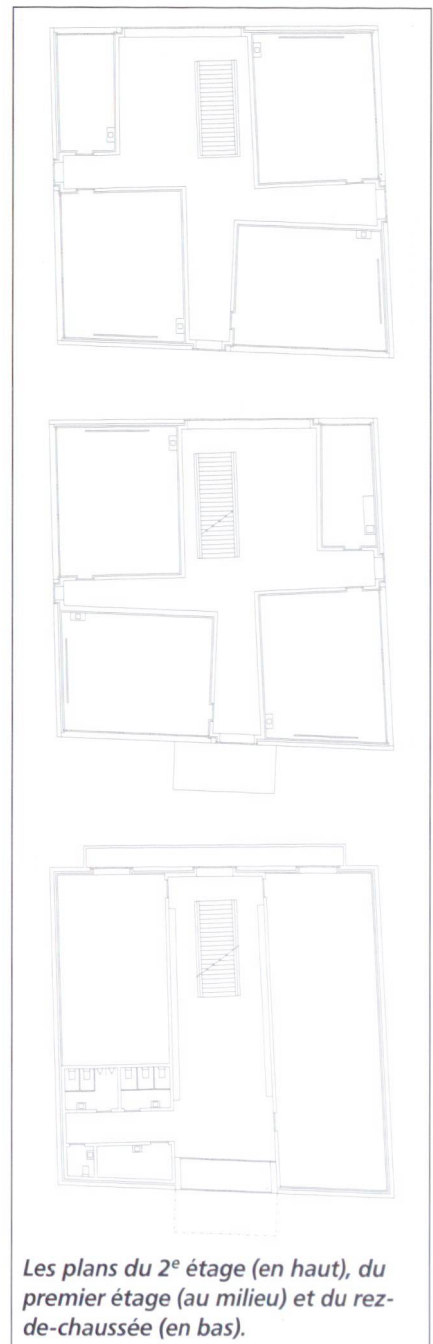 Les plans du 2e étage (en haut), du
premier étage (au milieu) et du rez-
de-chaussée (en bas).